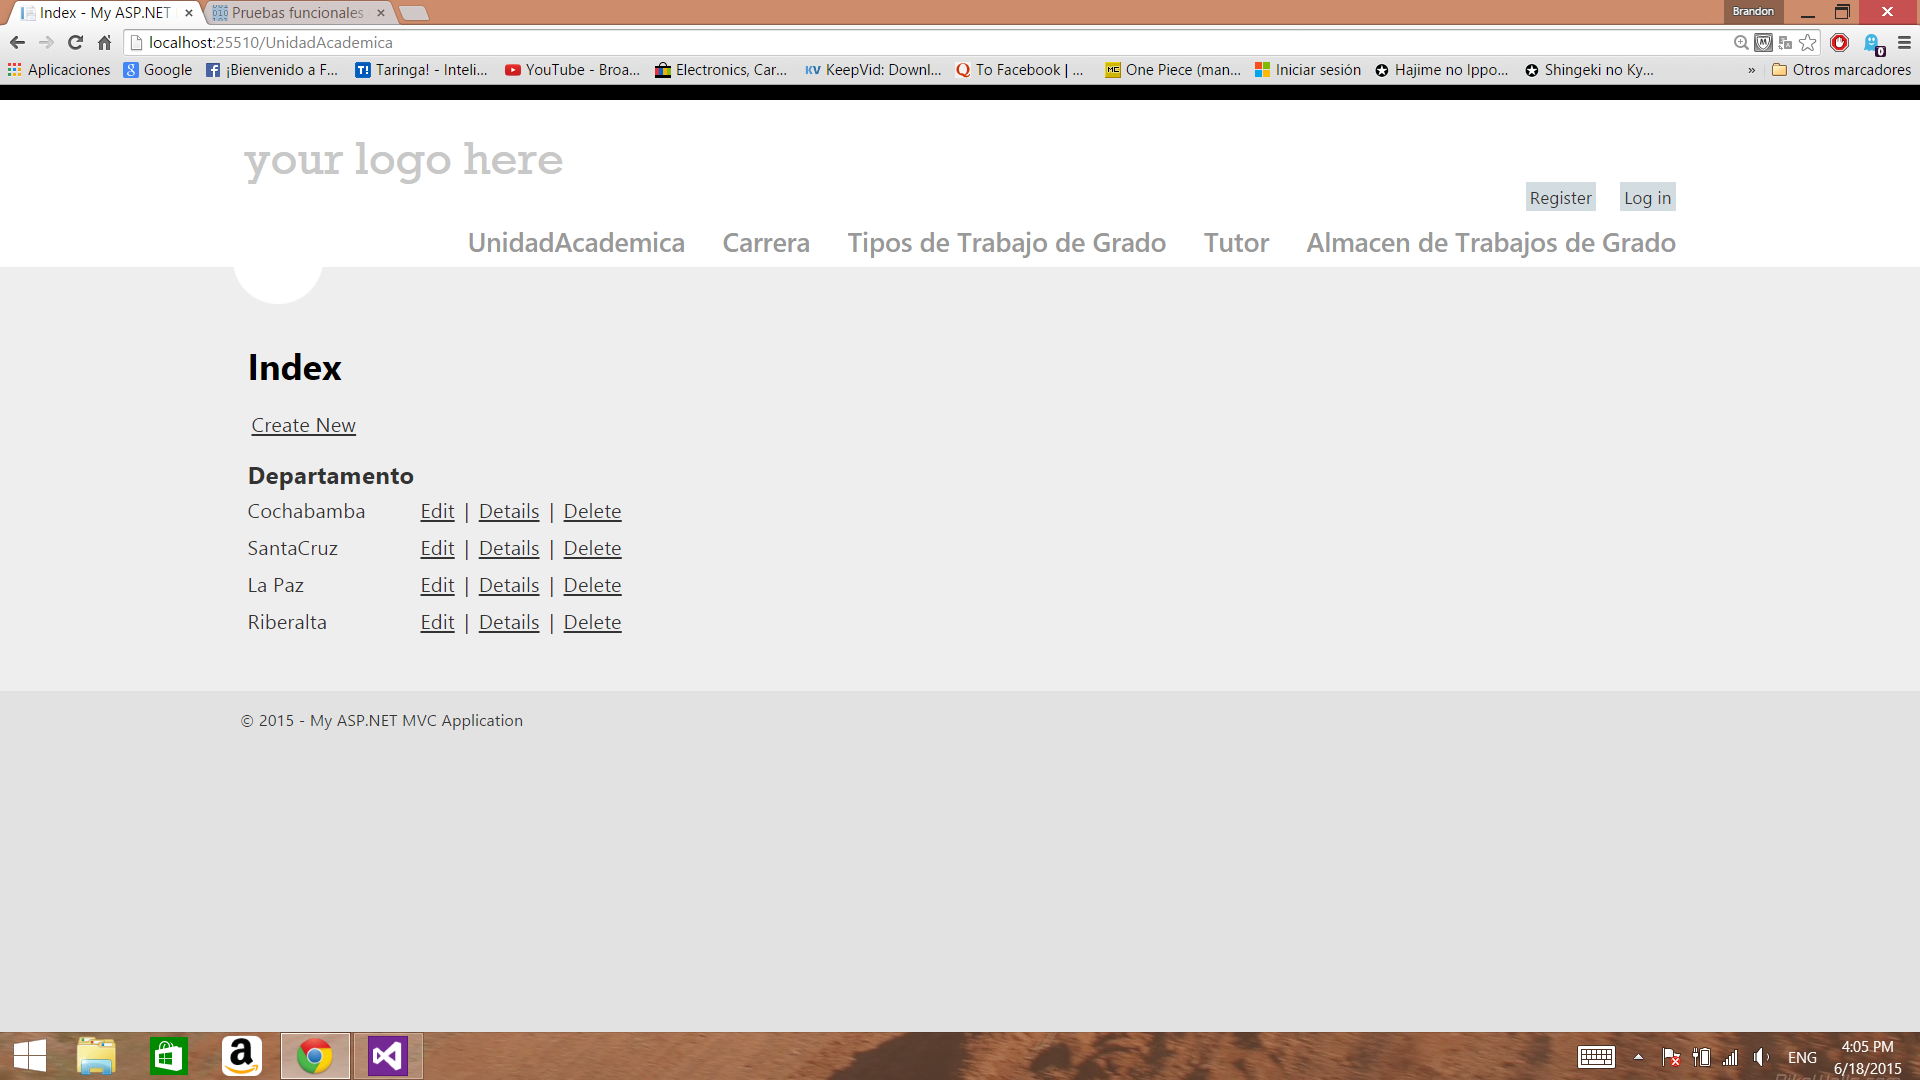 Index - My ASP.NET
Pruebas funcionales
Brandon
localhost:25510/UnidadAcademica
Aplicaciones
Google
¡Bienvenido a F...
Taringa! - Inteli...
YouTube - Broa...
Electronics, Car...
KeepVid: Downl...
To Facebook | ...
One Piece (man...
Iniciar sesión
Hajime no Ippo...
Shingeki no Ky...
» Otros marcadores
your logo here
Register Log in
UnidadAcademica Carrera Tipos de Trabajo de Grado Tutor Almacen de Trabajos de Grado
Index
Create New
Departamento
Cochabamba Edit | Details | Delete
SantaCruz Edit | Details | Delete
La Paz Edit | Details | Delete
Riberalta Edit | Details | Delete
© 2015 - My ASP.NET MVC Application
ENG
4:05 PM
6/18/2015